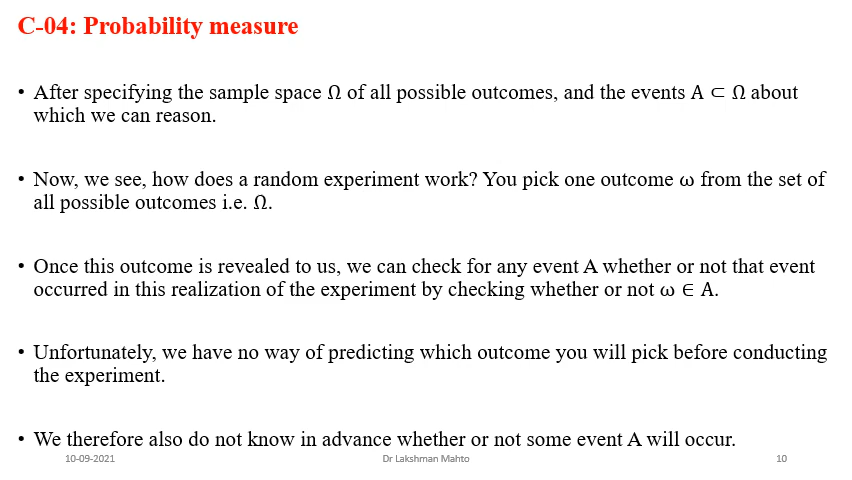 C-04: Probability measure
• After specifying the sample space Ω of all possible outcomes, and the events A ⊂ Ω about
which we can reason.
• Now, we see, how does a random experiment work? You pick one outcome ω from the set of
all possible outcomes i.e. Ω.
• Once this outcome is revealed to us, we can check for any event A whether or not that event
occurred in this realization of the experiment by checking whether or not ω ∈ A.
• Unfortunately, we have no way of predicting which outcome you will pick before conducting
the experiment.
• We therefore also do not know in advance whether or not some event A will occur.
10-09-2021 Dr Lakshman Mahto 10